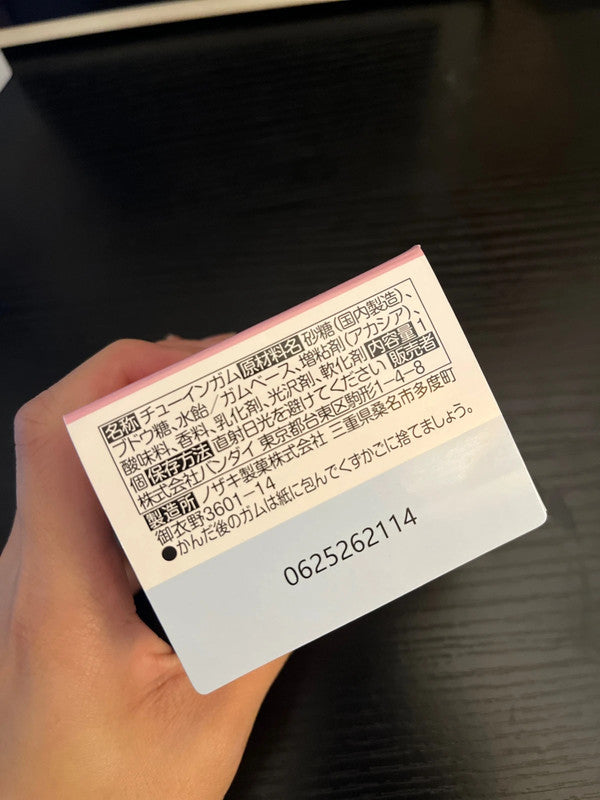 名称 チューインガム 原材料名 砂糖(国内製造)、
ブドウ糖、水飴/ガムベース、増粘剤(アカシア)、
酸味料、香料、乳化剤、光沢剤、軟化剤 内容量 1
個 保存方法 直射日光を避けてください 販売者
株式会社バンダイ 東京都台東区駒形1-4-8
製造所 ノザキ製菓株式会社 三重県桑名市多度町
御衣野3601-14
●かんだ後のガムは紙に包んでくずかごに捨てましょう。
0625262114